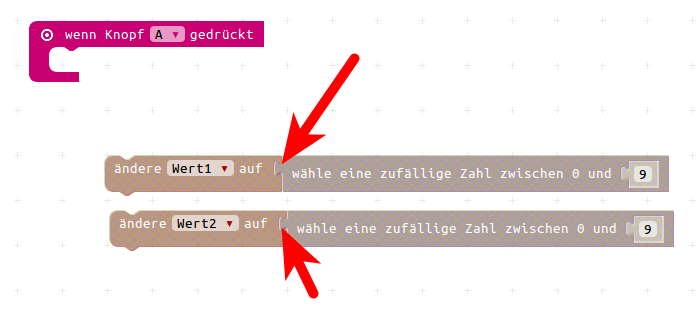 wenn Knopf A ▼ gedrückt
ändere Wert1 ▼ auf wähle eine zufällige Zahl zwischen 0 und 9
ändere Wert2 ▼ auf wähle eine zufällige Zahl zwischen 0 und 9